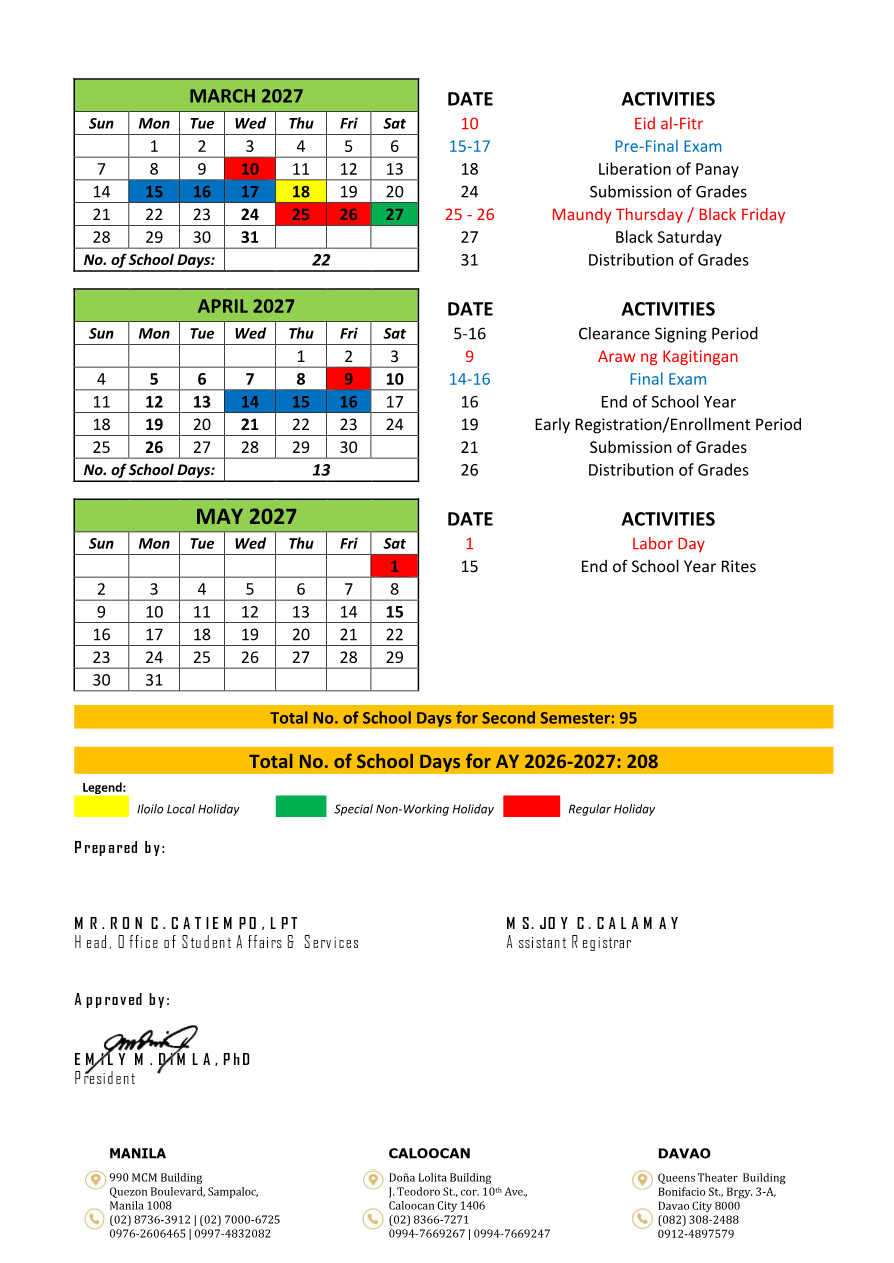 MARCH 2027
Sun Mon Tue Wed Thu Fri Sat
1 2 3 4 5 6
7 8 9 10 11 12 13
14 15 16 17 18 19 20
21 22 23 24 25 26 27
28 29 30 31
No. of School Days: 22
DATE ACTIVITIES
10 Eid al-Fitr
15-17 Pre-Final Exam
18 Liberation of Panay
24 Submission of Grades
25 - 26 Maundy Thursday / Black Friday
27 Black Saturday
31 Distribution of Grades
APRIL 2027
Sun Mon Tue Wed Thu Fri Sat
1 2 3
4 5 6 7 8 9 10
11 12 13 14 15 16 17
18 19 20 21 22 23 24
25 26 27 28 29 30
No. of School Days: 13
DATE ACTIVITIES
5-16 Clearance Signing Period
9 Araw ng Kagitingan
14-16 Final Exam
16 End of School Year
19 Early Registration/Enrollment Period
21 Submission of Grades
26 Distribution of Grades
MAY 2027
Sun Mon Tue Wed Thu Fri Sat
1
2 3 4 5 6 7 8
9 10 11 12 13 14 15
16 17 18 19 20 21 22
23 24 25 26 27 28 29
30 31
DATE ACTIVITIES
1 Labor Day
15 End of School Year Rites
Total No. of School Days for Second Semester: 95
Total No. of School Days for AY 2026-2027: 208
Legend:
Iloilo Local Holiday Special Non-Working Holiday Regular Holiday
Prepared by:
MR. RON C. CATIEMPO, LPT
Head, Office of Student Affairs & Services
MS. JOY C. CALAMAY
Assistant Registrar
Approved by:
EMILY M. DIMLA, PhD
President
MANILA
990 MCM Building
Quezon Boulevard, Sampaloc,
Manila 1008
(02) 8736-3912 | (02) 7000-6725
0976-2606465 | 0997-4832082
CALOOCAN
Doña Lolita Building
J. Teodoro St., cor. 10th Ave.,
Caloocan City 1406
(02) 8366-7271
0994-7669267 | 0994-7669247
DAVAO
Queens Theater Building
Bonifacio St., Brgy. 3-A,
Davao City 8000
(082) 308-2488
0912-4897579